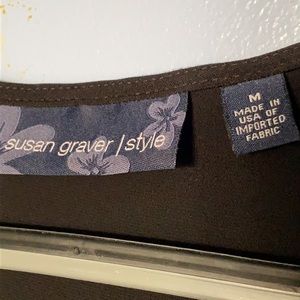 susan graver | style
M
MADE IN
USA OF
IMPORTED
FABRIC